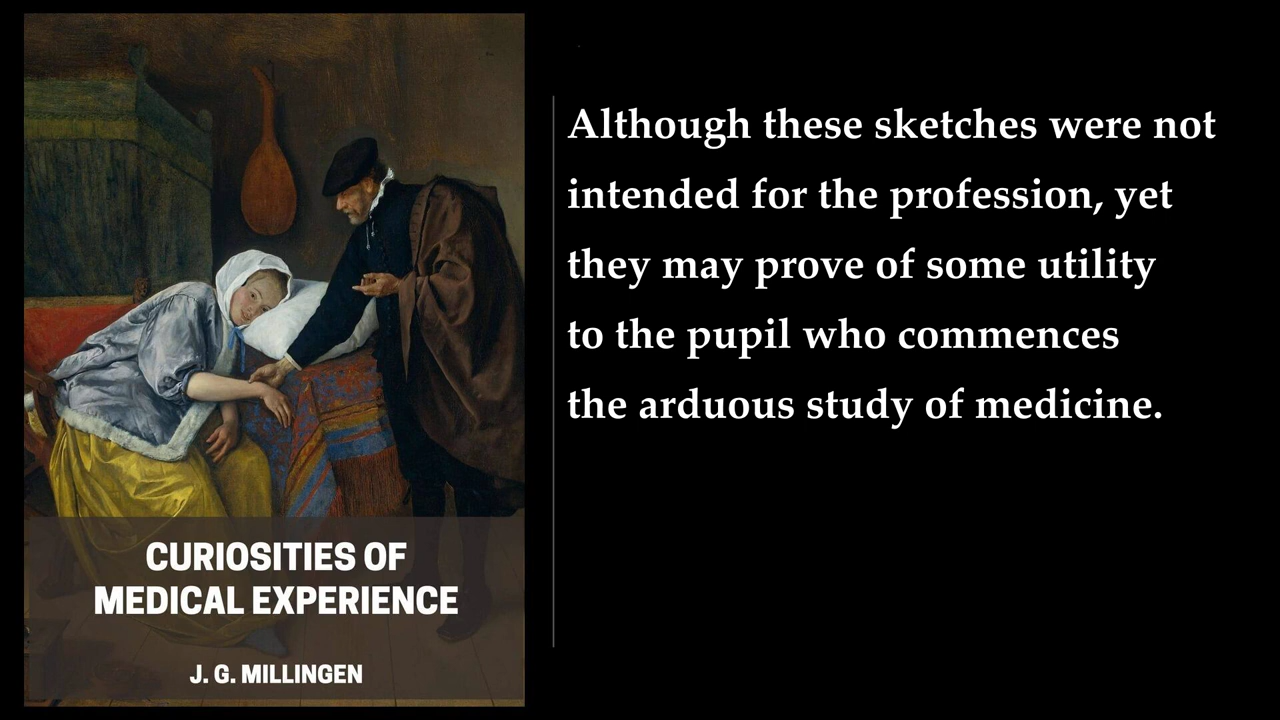 CURIOSITIES OF
MEDICAL EXPERIENCE
J. G. MILLINGEN
Although these sketches were not
intended for the profession, yet
they may prove of some utility
to the pupil who commences
the arduous study of medicine.